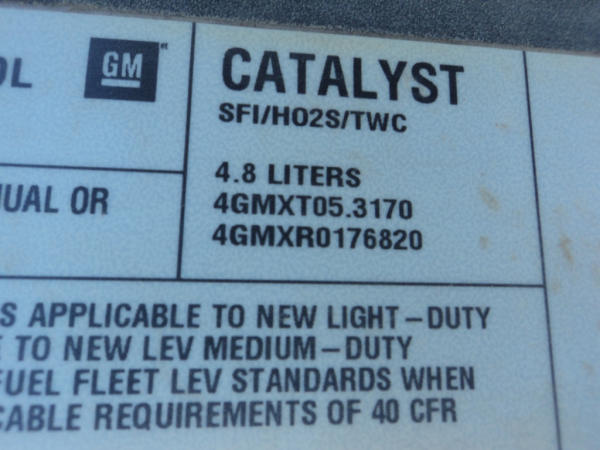 OL
GM
CATALYST
SFI/HO2S/TWC
4.8 LITERS
4GMXT05.3170
4GMXR0176820
UAL OR
S APPLICABLE TO NEW LIGHT-DUTY
E TO NEW LEV MEDIUM-DUTY
FUEL FLEET LEV STANDARDS WHEN
CABLE REQUIREMENTS OF 40 CFR